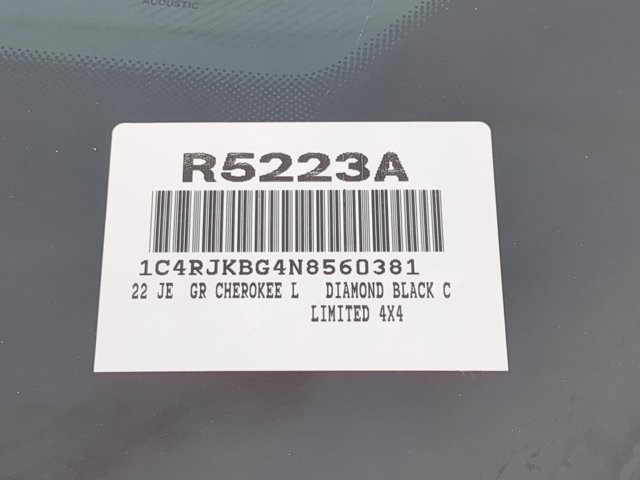 ACOUSTIC
R5223A
1C4RJKBG4N8560381
22 JE GR CHEROKEE L DIAMOND BLACK C
LIMITED 4X4